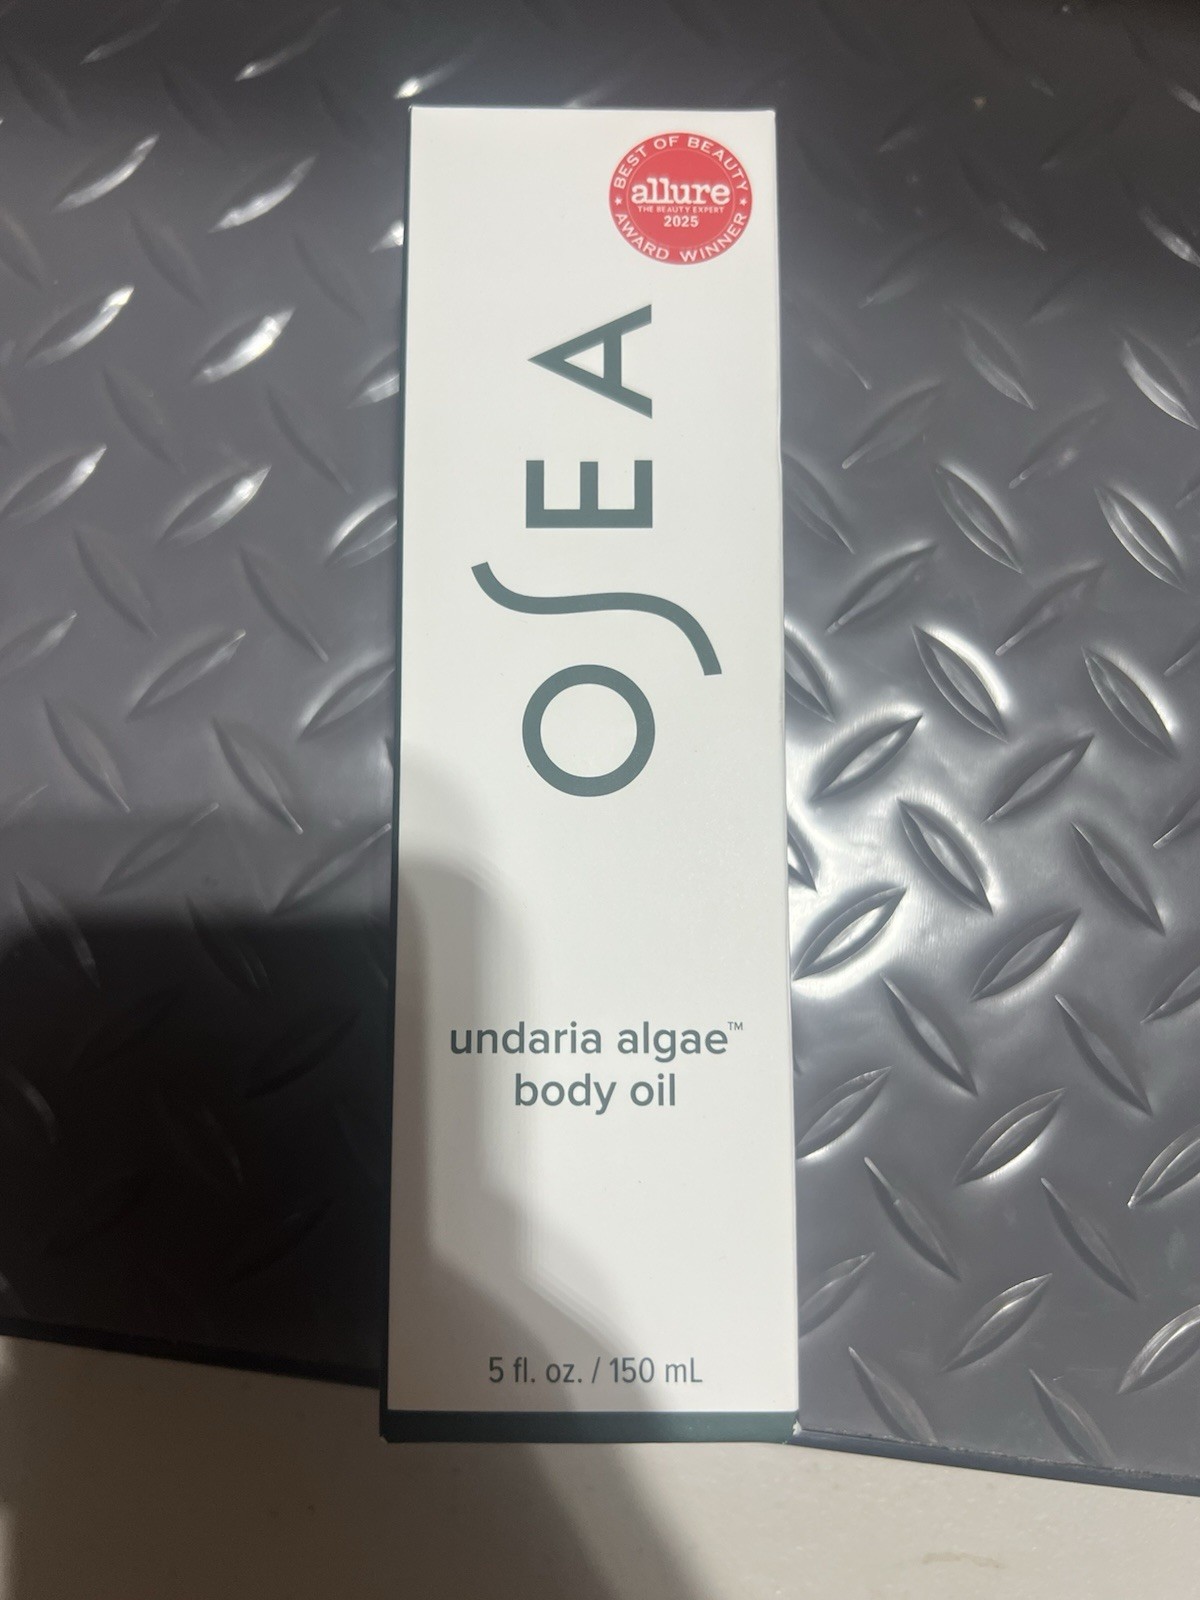 BEST OF BEAUTY
allure
THE BEAUTY EXPERT
2025
AWARD WINNER
OSEA
undaria algae™
body oil
5 fl. oz. / 150 mL